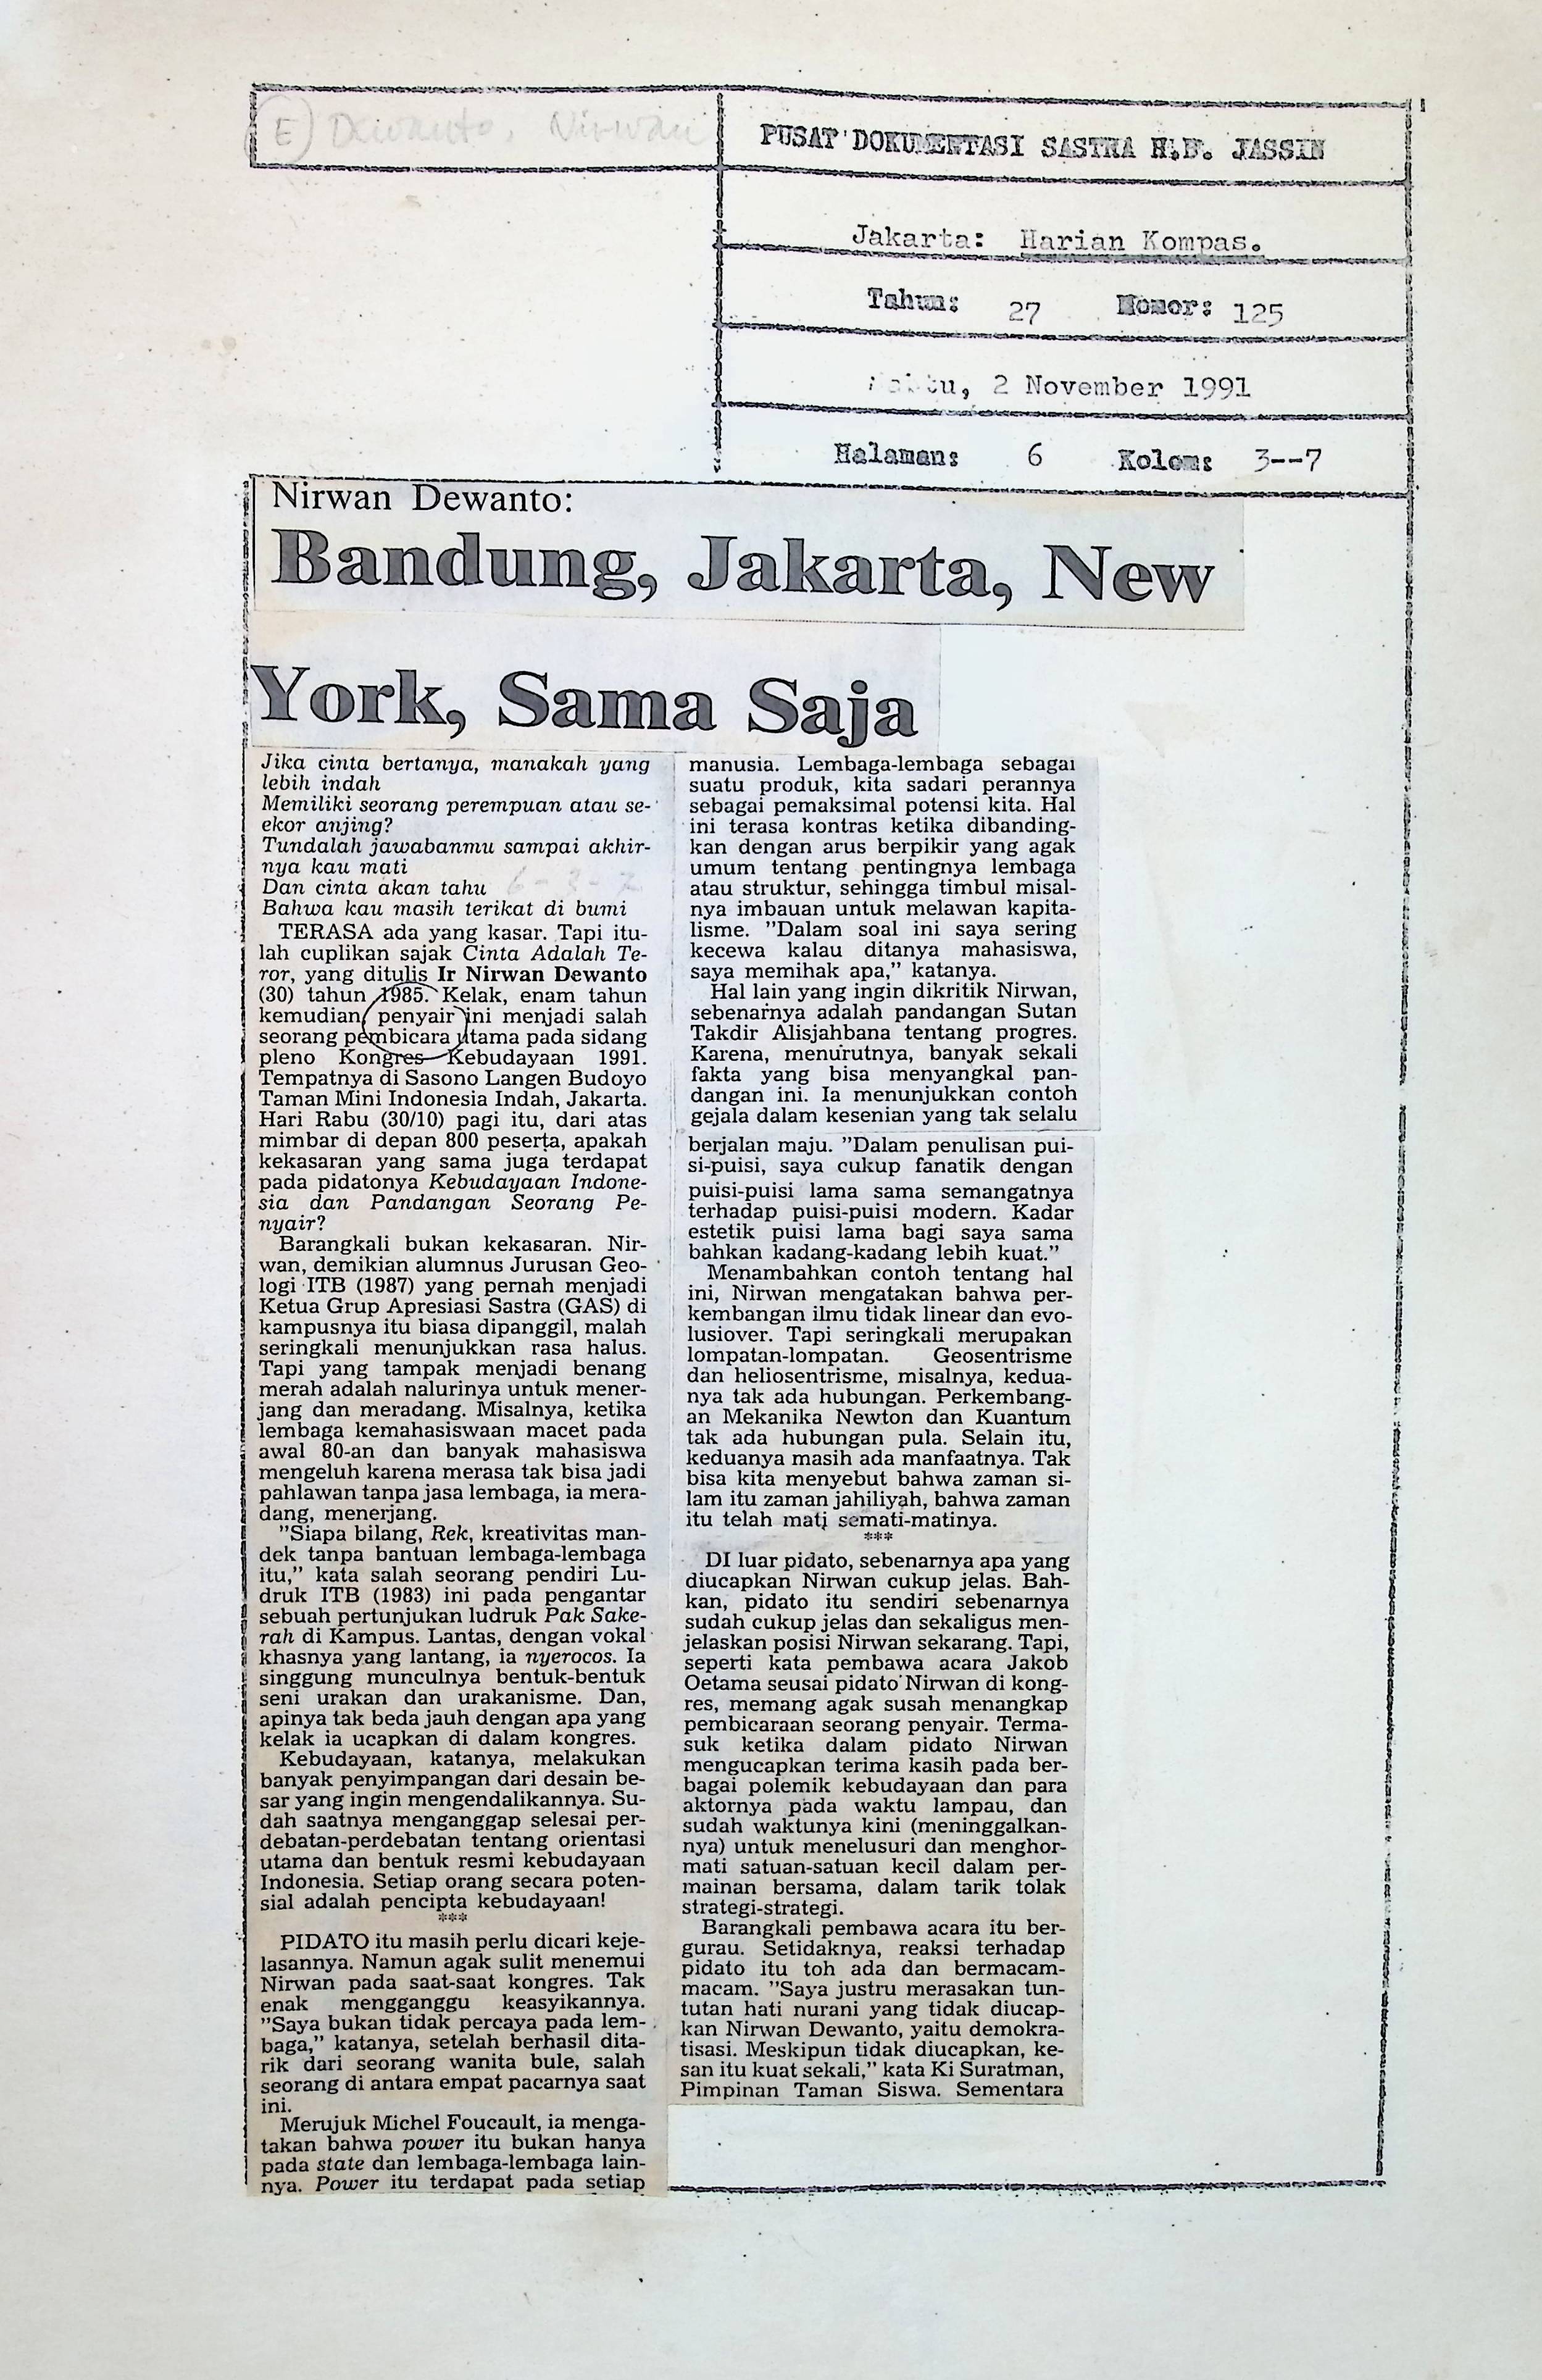 E Dewanto, Nirwan
PUSAT DOKUMENTASI SASTRA H.B. JASSIN
Jakarta: Harian Kompas.
Tahun: 27 Nomor: 125
2 November 1991
Halaman: 6 Kolom: 3--7
Nirwan Dewanto:
Bandung, Jakarta, New
York, Sama Saja
Jika cinta bertanya, manakah yang
lebih indah
Memiliki seorang perempuan atau se-
ekor anjing?
Tundalah jawabanmu sampai akhir-
nya kau mati
Dan cinta akan tahu
6-3-7
Bahwa kau masih terikat di bumi
TERASA ada yang kasar. Tapi itu-
lah cuplikan sajak Cinta Adalah Te-
ror, yang ditulis Ir Nirwan Dewanto
(30) tahun 1985. Kelak, enam tahun
kemudian penyair ini menjadi salah
seorang pembicara utama pada sidang
pleno Kongres Kebudayaan 1991.
Tempatnya di Sasono Langen Budoyo
Taman Mini Indonesia Indah, Jakarta.
Hari Rabu (30/10) pagi itu, dari atas
mimbar di depan 800 peserta, apakah
kekasaran yang sama juga terdapat
pada pidatonya Kebudayaan Indone-
sia dan Pandangan Seorang Pe-
nyair?
Barangkali bukan kekasaran. Nir-
wan, demikian alumnus Jurusan Geo-
logi ITB (1987) yang pernah menjadi
Ketua Grup Apresiasi Sastra (GAS) di
kampusnya itu biasa dipanggil, malah
seringkali menunjukkan rasa halus.
Tapi yang tampak menjadi benang
merah adalah nalurinya untuk mener-
jang dan meradang. Misalnya, ketika
lembaga kemahasiswaan macet pada
awal 80-an dan banyak mahasiswa
mengeluh karena merasa tak bisa jadi
pahlawan tanpa jasa lembaga, ia mera-
dang, menerjang.
"Siapa bilang, Rek, kreativitas man-
dek tanpa bantuan lembaga-lembaga
itu," kata salah seorang pendiri Lu-
druk ITB (1983) ini pada pengantar
sebuah pertunjukan ludruk Pak Sake-
rah di Kampus. Lantas, dengan vokal
khasnya yang lantang, ia nyerocos. Ia
singgung munculnya bentuk-bentuk
seni urakan dan urakanisme. Dan,
apinya tak beda jauh dengan apa yang
kelak ia ucapkan di dalam kongres.
Kebudayaan, katanya, melakukan
banyak penyimpangan dari desain be-
sar yang ingin mengendalikannya. Su-
dah saatnya menganggap selesai per-
debatan-perdebatan tentang orientasi
utama dan bentuk resmi kebudayaan
Indonesia. Setiap orang secara poten-
sial adalah pencipta kebudayaan!
***
PIDATO itu masih perlu dicari keje-
lasannya. Namun agak sulit menemui
Nirwan pada saat-saat kongres. Tak
enak mengganggu keasyikannya.
"Saya bukan tidak percaya pada lem-
baga," katanya, setelah berhasil dita-
rik dari seorang wanita bule, salah
seorang di antara empat pacarnya saat
ini.
Merujuk Michel Foucault, ia menga-
takan bahwa power itu bukan hanya
pada state dan lembaga-lembaga lain-
nya. Power itu terdapat pada setiap
manusia. Lembaga-lembaga sebagai
suatu produk, kita sadari perannya
sebagai pemaksimal potensi kita. Hal
ini terasa kontras ketika dibanding-
kan dengan arus berpikir yang agak
umum tentang pentingnya lembaga
atau struktur, sehingga timbul misal-
nya imbauan untuk melawan kapita-
lisme. "Dalam soal ini saya sering
kecewa kalau ditanya mahasiswa,
saya memihak apa," katanya.
Hal lain yang ingin dikritik Nirwan,
sebenarnya adalah pandangan Sutan
Takdir Alisjahbana tentang progres.
Karena, menurutnya, banyak sekali
fakta yang bisa menyangkal pan-
dangan ini. Ia menunjukkan contoh
gejala dalam kesenian yang tak selalu
berjalan maju. "Dalam penulisan pui-
si-puisi, saya cukup fanatik dengan
puisi-puisi lama sama semangatnya
terhadap puisi-puisi modern. Kadar
estetik puisi lama bagi saya sama
bahkan kadang-kadang lebih kuat."
Menambahkan contoh tentang hal
ini, Nirwan mengatakan bahwa per-
kembangan ilmu tidak linear dan evo-
lusiover. Tapi seringkali merupakan
lompatan-lompatan. Geosentrisme
dan heliosentrisme, misalnya, kedua-
nya tak ada hubungan. Perkembang-
an Mekanika Newton dan Kuantum
tak ada hubungan pula. Selain itu,
keduanya masih ada manfaatnya. Tak
bisa kita menyebut bahwa zaman si-
lam itu zaman jahiliyah, bahwa zaman
itu telah mati semati-matinya.
***
DI luar pidato, sebenarnya apa yang
diucapkan Nirwan cukup jelas. Bah-
kan, pidato itu sendiri sebenarnya
sudah cukup jelas dan sekaligus men-
jelaskan posisi Nirwan sekarang. Tapi,
seperti kata pembawa acara Jakob
Oetama seusai pidato Nirwan di kong-
res, memang agak susah menangkap
pembicaraan seorang penyair. Terma-
suk ketika dalam pidato Nirwan
mengucapkan terima kasih pada ber-
bagai polemik kebudayaan dan para
aktornya pada waktu lampau, dan
sudah waktunya kini (meninggalkan-
nya) untuk menelusuri dan menghor-
mati satuan-satuan kecil dalam per-
mainan bersama, dalam tarik tolak
strategi-strategi.
Barangkali pembawa acara itu ber-
gurau. Setidaknya, reaksi terhadap
pidato itu toh ada dan bermacam-
macam. "Saya justru merasakan tun-
tutan hati nurani yang tidak diucap-
kan Nirwan Dewanto, yaitu demokra-
tisasi. Meskipun tidak diucapkan, ke-
san itu kuat sekali," kata Ki Suratman,
Pimpinan Taman Siswa. Sementara